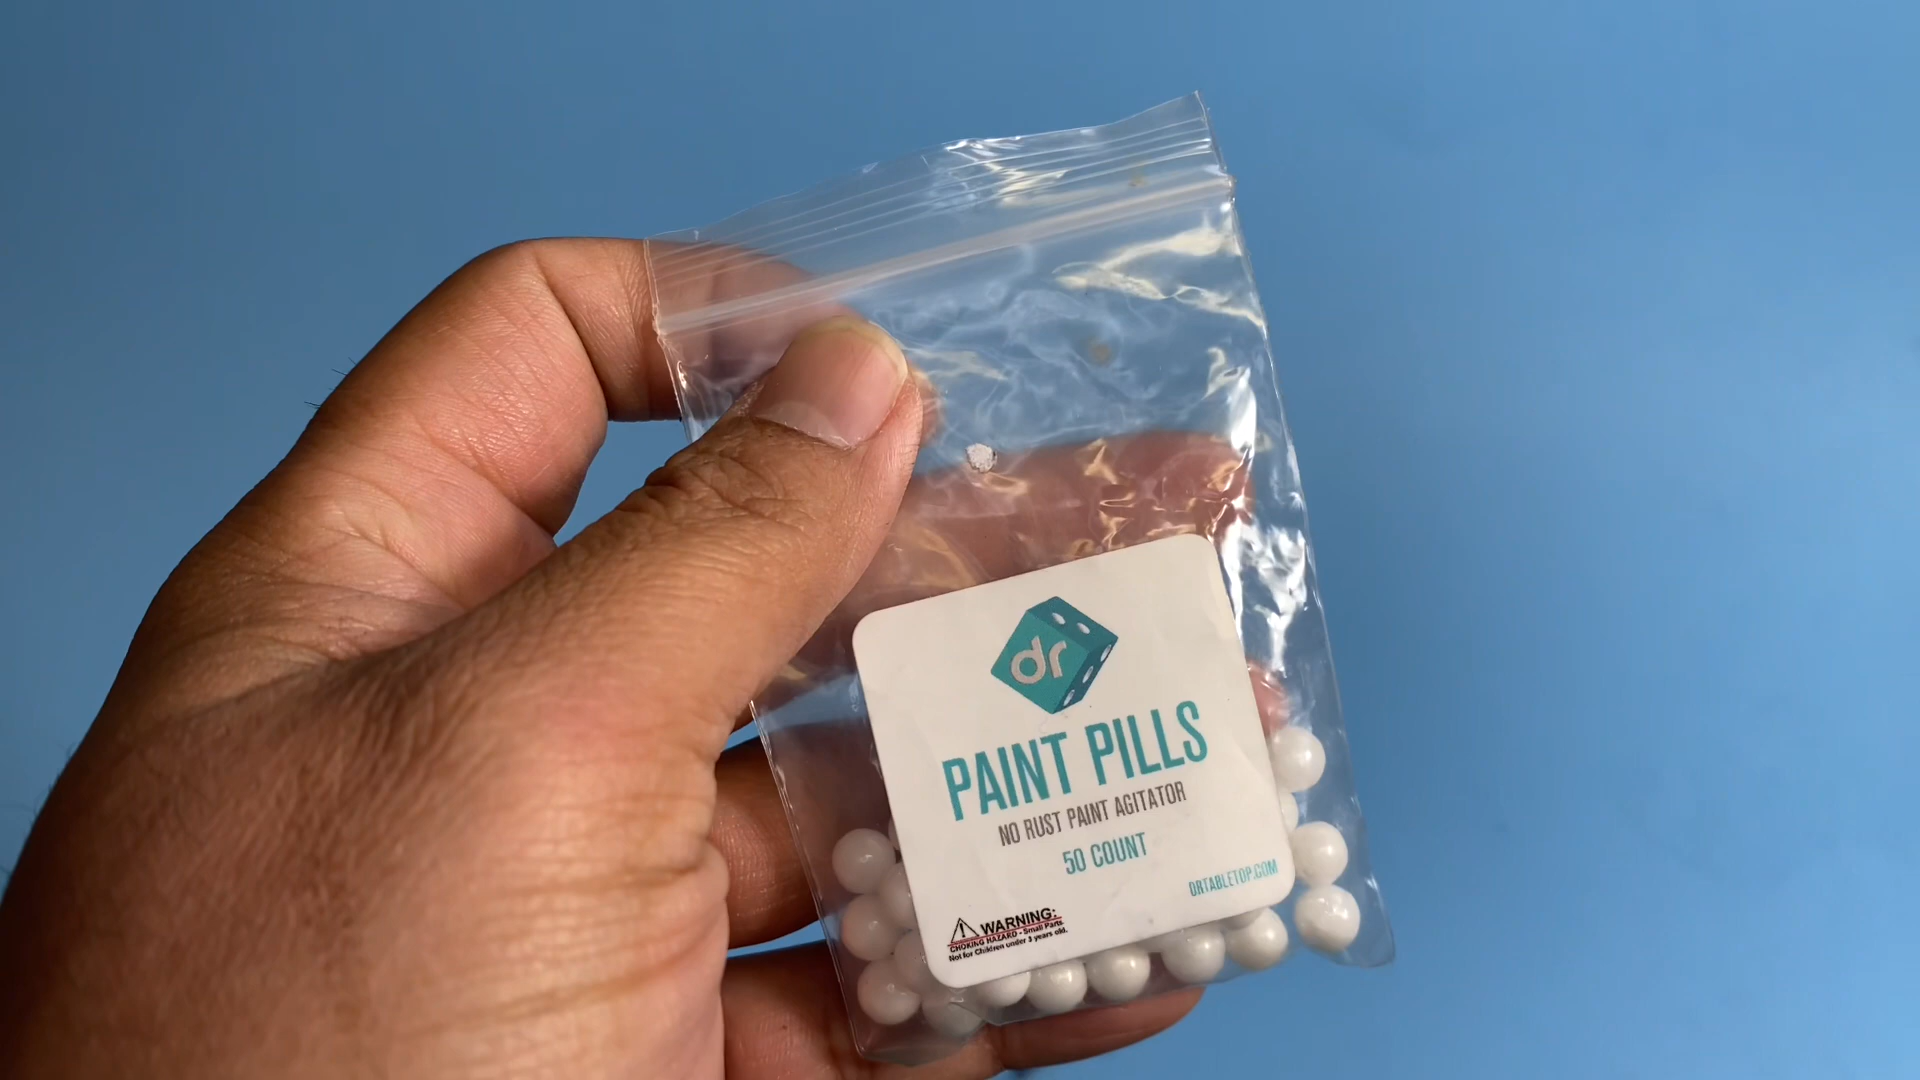 dr
PAINT PILLS
NO RUST PAINT AGITATOR
50 COUNT
DRTABLETOP.COM
WARNING:
CHOKING HAZARD - Small Parts.
Not for Children under 3 years old.